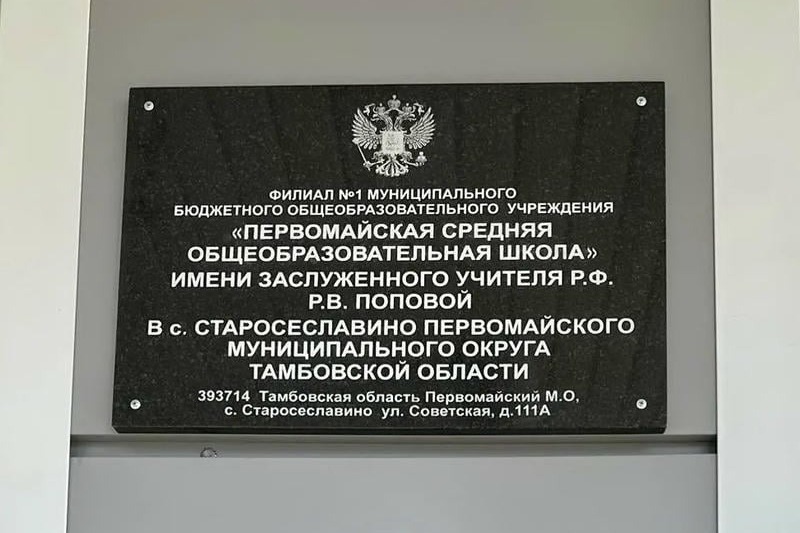 ФИЛИАЛ №1 МУНИЦИПАЛЬНОГО
БЮДЖЕТНОГО ОБЩЕОБРАЗОВАТЕЛЬНОГО УЧРЕЖДЕНИЯ
«ПЕРВОМАЙСКАЯ СРЕДНЯЯ
ОБЩЕОБРАЗОВАТЕЛЬНАЯ ШКОЛА»
ИМЕНИ ЗАСЛУЖЕННОГО УЧИТЕЛЯ Р.Ф.
Р.В. ПОПОВОЙ
В с. СТАРОСЕСЛАВИНО ПЕРВОМАЙСКОГО
МУНИЦИПАЛЬНОГО ОКРУГА
ТАМБОВСКОЙ ОБЛАСТИ
393714 Тамбовская область Первомайский М.О,
с. Старосеславино ул. Советская, д.111А